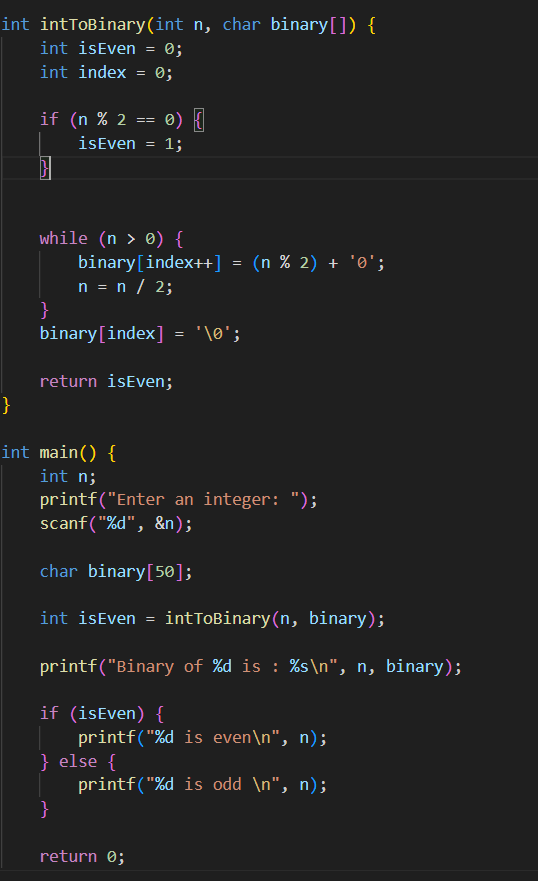 int intToBinary(int n, char binary[]) {
    int isEven = 0;
    int index = 0;

    if (n % 2 == 0) {
        isEven = 1;
    }


    while (n > 0) {
        binary[index++] = (n % 2) + '0';
        n = n / 2;
    }
    binary[index] = '\0';

    return isEven;
}

int main() {
    int n;
    printf("Enter an integer: ");
    scanf("%d", &n);

    char binary[50];

    int isEven = intToBinary(n, binary);

    printf("Binary of %d is : %s\n", n, binary);

    if (isEven) {
        printf("%d is even\n", n);
    } else {
        printf("%d is odd \n", n);
    }

    return 0;